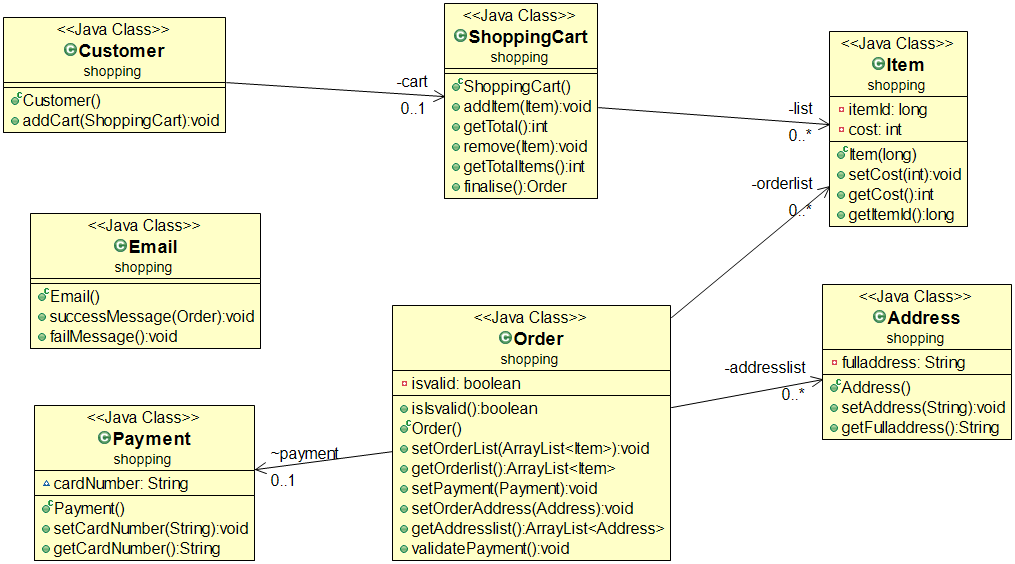 <<Java Class>>
Customer
shopping
Customer()
addCart(ShoppingCart):void
-cart
0..1
<<Java Class>>
ShoppingCart
shopping
ShoppingCart()
addItem(Item):void
getTotal():int
remove(Item):void
getTotalItems():int
finalise():Order
-list
0..*
<<Java Class>>
Item
shopping
itemId: long
cost: int
Item(long)
setCost(int):void
getCost():int
getItemId():long
-orderlist
0..*
<<Java Class>>
Email
shopping
Email()
successMessage(Order):void
failMessage():void
<<Java Class>>
Order
shopping
isvalid: boolean
isIsvalid():boolean
Order()
setOrderList(ArrayList<Item>):void
getOrderlist():ArrayList<Item>
setPayment(Payment):void
setOrderAddress(Address):void
getAddresslist():ArrayList<Address>
validatePayment():void
-addresslist
0..*
<<Java Class>>
Address
shopping
fulladdress: String
Address()
setAddress(String):void
getFulladdress():String
<<Java Class>>
Payment
shopping
cardNumber: String
Payment()
setCardNumber(String):void
getCardNumber():String
~payment
0..1